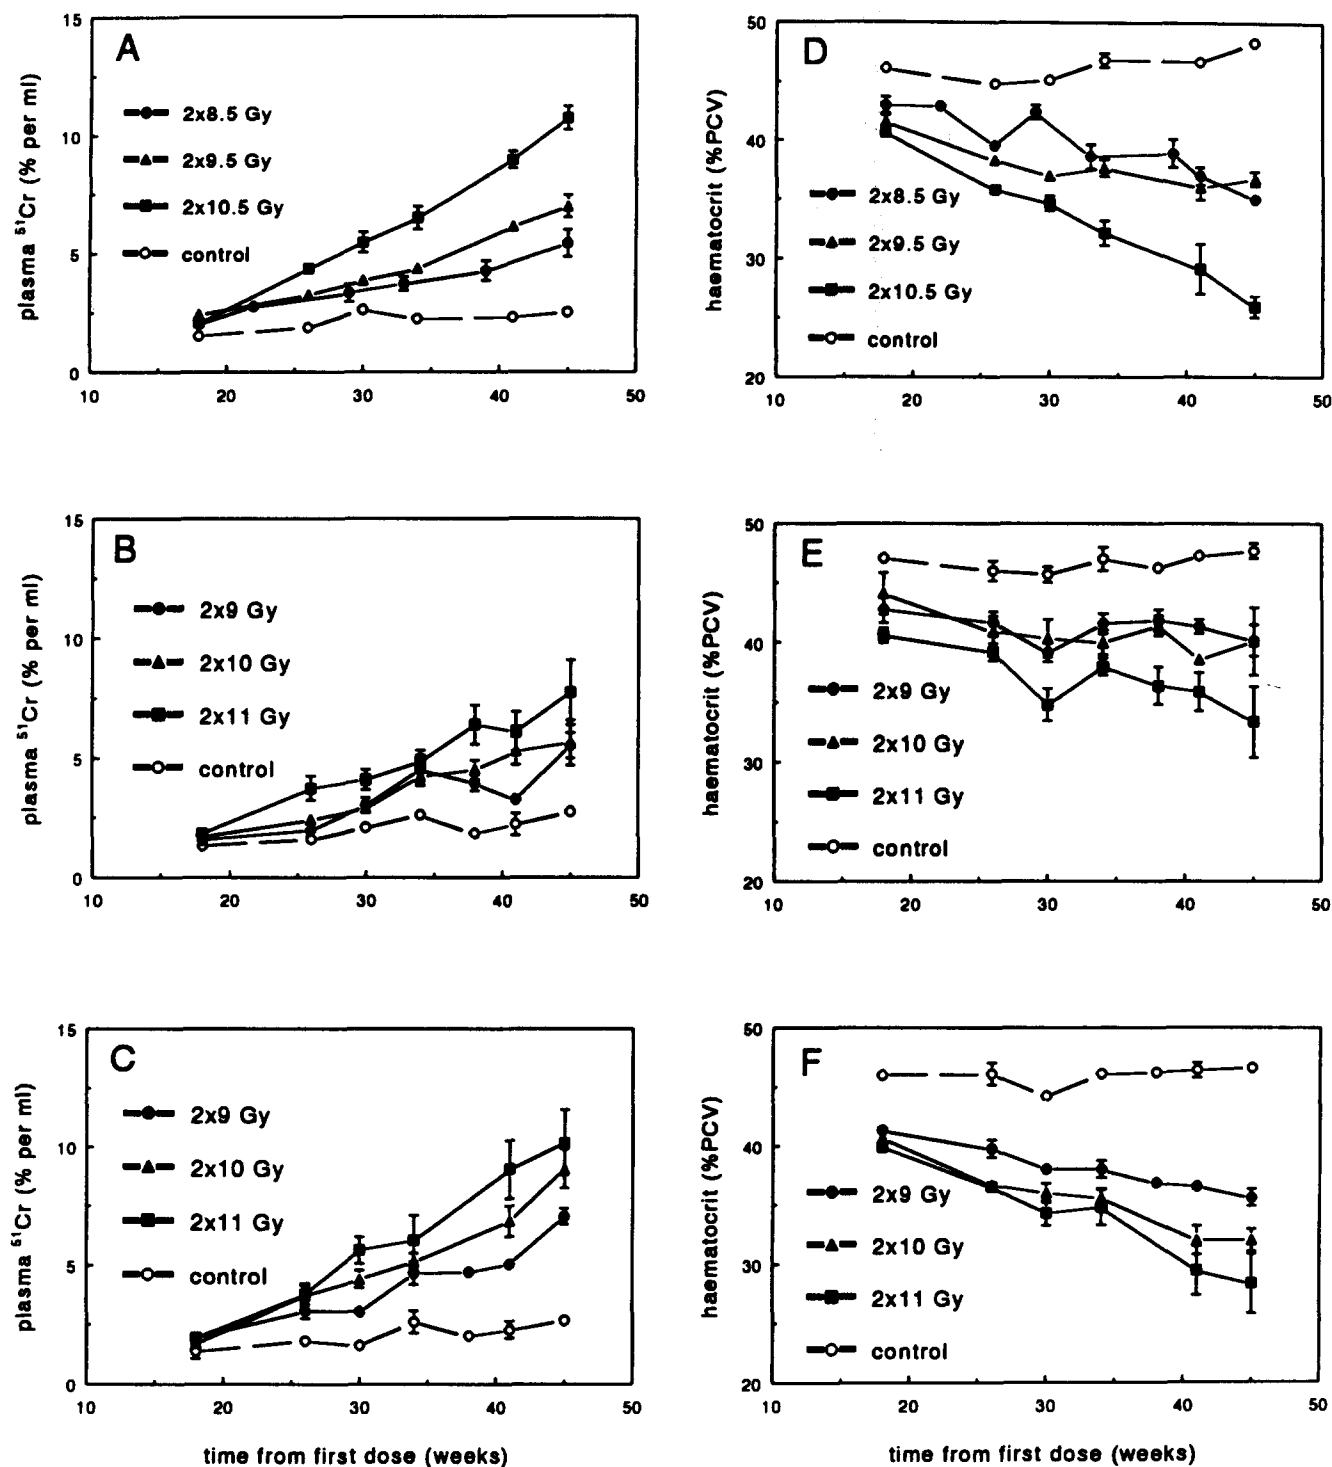 A
15
10
5
0
plasma ⁵¹Cr (% per ml)
2x8.5 Gy
2x9.5 Gy
2x10.5 Gy
control
10 20 30 40 50
D
50
40
30
20
haematocrit (%PCV)
2x8.5 Gy
2x9.5 Gy
2x10.5 Gy
control
10 20 30 40 50
B
15
10
5
0
plasma ⁵¹Cr (% per ml)
2x9 Gy
2x10 Gy
2x11 Gy
control
10 20 30 40 50
E
50
40
30
20
haematocrit (%PCV)
2x9 Gy
2x10 Gy
2x11 Gy
control
10 20 30 40 50
C
15
10
5
0
plasma ⁵¹Cr (% per ml)
2x9 Gy
2x10 Gy
2x11 Gy
control
10 20 30 40 50
time from first dose (weeks)
F
50
40
30
20
haematocrit (%PCV)
2x9 Gy
2x10 Gy
2x11 Gy
control
10 20 30 40 50
time from first dose (weeks)